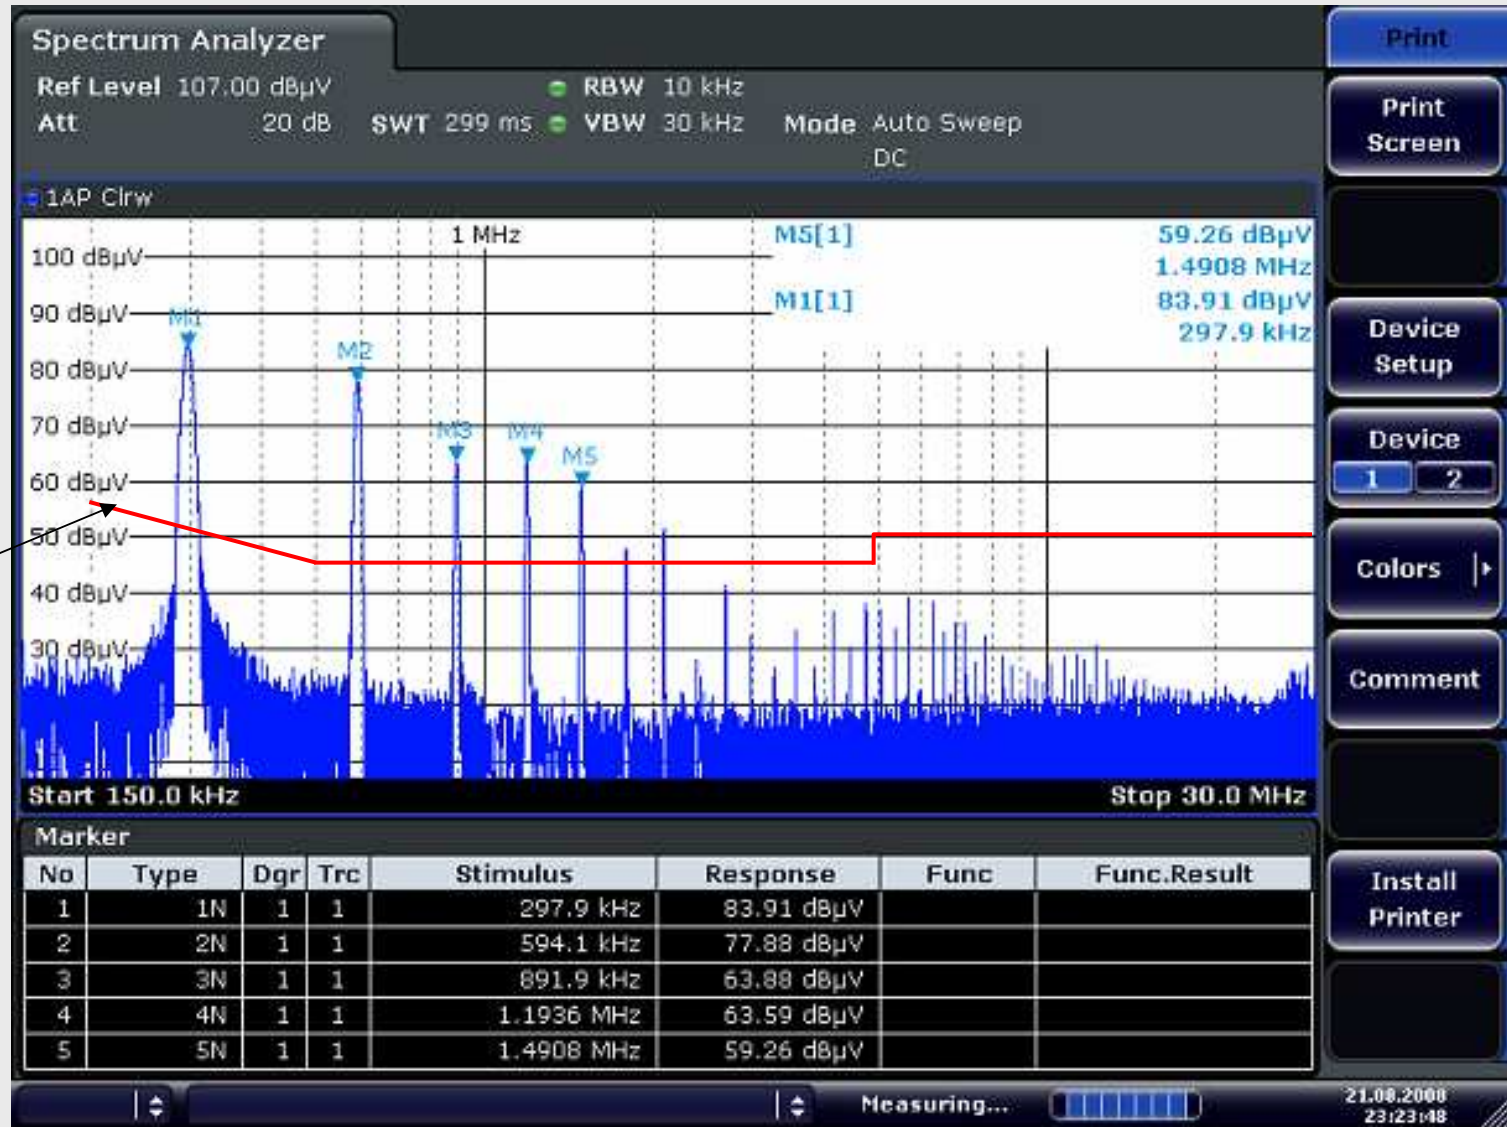 Spectrum Analyzer
Ref Level 107.00 dBµV RBW 10 kHz
Att 20 dB SWT 299 ms VBW 30 kHz Mode Auto Sweep
DC
1AP Clrw
1 MHz
M5[1] 59.26 dBµV
1.4908 MHz
M1[1] 83.91 dBµV
297.9 kHz
100 dBµV
90 dBµV
80 dBµV
70 dBµV
60 dBµV
50 dBµV
40 dBµV
30 dBµV
M1
M2
M3
M4
M5
Start 150.0 kHz Stop 30.0 MHz
Marker
No Type Dgr Trc Stimulus Response Func Func.Result
1 1N 1 1 297.9 kHz 83.91 dBµV
2 2N 1 1 594.1 kHz 77.88 dBµV
3 3N 1 1 891.9 kHz 63.88 dBµV
4 4N 1 1 1.1936 MHz 63.59 dBµV
5 5N 1 1 1.4908 MHz 59.26 dBµV
Measuring...
21.08.2008
23:23:48
Print
Print
Screen
Device
Setup
Device
1 2
Colors
Comment
Install
Printer